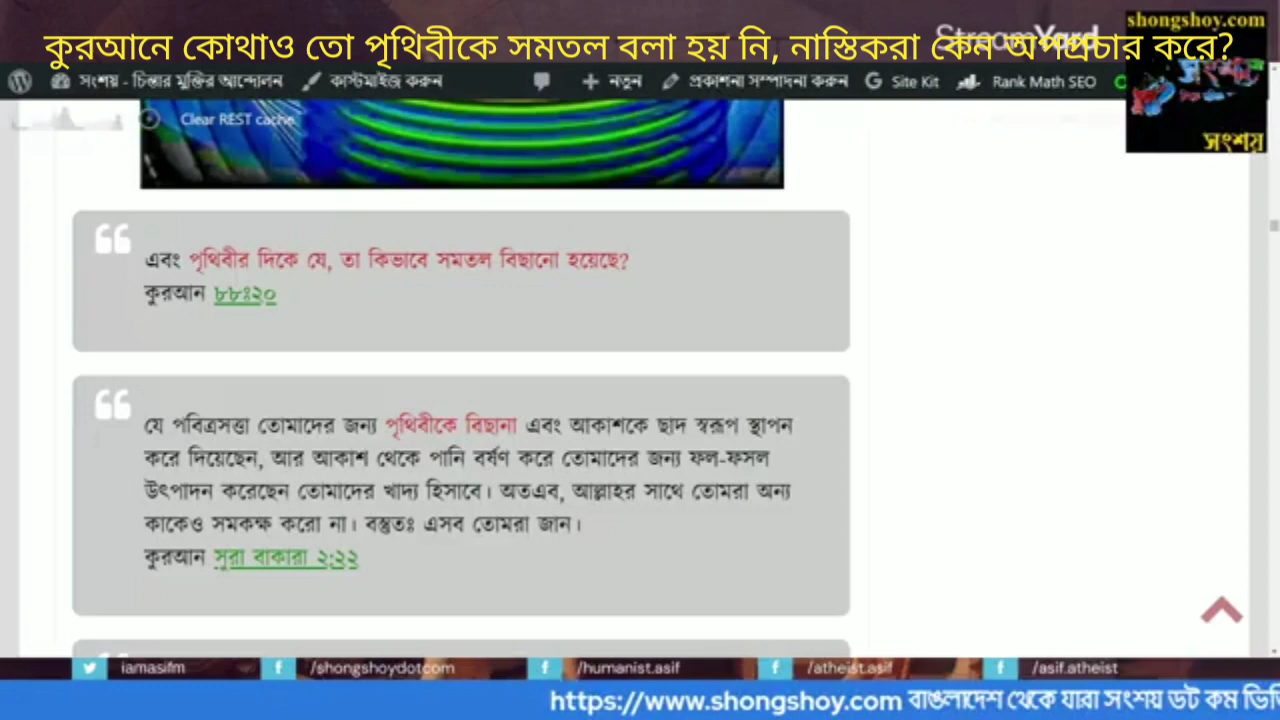 shongshoy.com
StreamYard
কুরআনে কোথাও তো পৃথিবীকে সমতল বলা হয় নি, নাস্তিকরা কেন অপপ্রচার করে?
সংশয় - চিন্তার মুক্তির আন্দোলন কাস্টমাইজ করুন + নতুন প্রকাশনা সম্পাদনা করুন Site Kit Rank Math SEO
Clear REST cache
সংশয়
এবং পৃথিবীর দিকে যে, তা কিভাবে সমতল বিছানো হয়েছে?
কুরআন ৮৮ঃ২০
যে পবিত্রসত্তা তোমাদের জন্য পৃথিবীকে বিছানা এবং আকাশকে ছাদ স্বরূপ স্থাপন
করে দিয়েছেন, আর আকাশ থেকে পানি বর্ষণ করে তোমাদের জন্য ফল-ফসল
উৎপাদন করেছেন তোমাদের খাদ্য হিসাবে। অতএব, আল্লাহর সাথে তোমরা অন্য
কাকেও সমকক্ষ করো না। বস্তুতঃ এসব তোমরা জান।
কুরআন সূরা বাকারা ২:২২
iamasifm /shongshoydotcom /humanist.asif /atheist.asif /asif.atheist
https://www.shongshoy.com বাঙলাদেশ থেকে যারা সংশয় ডট কম ভিডি